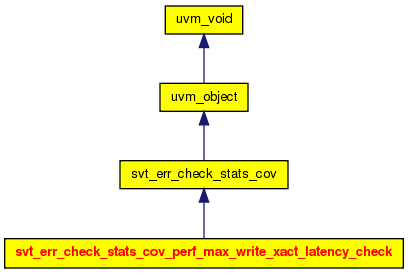 uvm_void
uvm_object
svt_err_check_stats_cov
svt_err_check_stats_cov_perf_max_write_xact_latency_check